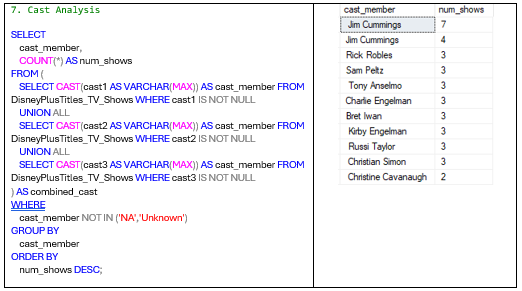 7. Cast Analysis
SELECT
cast_member,
COUNT(*) AS num_shows
FROM (
SELECT CAST(cast1 AS VARCHAR(MAX)) AS cast_member FROM
DisneyPlusTitles_TV_Shows WHERE cast1 IS NOT NULL
UNION ALL
SELECT CAST(cast2 AS VARCHAR(MAX)) AS cast_member FROM
DisneyPlusTitles_TV_Shows WHERE cast2 IS NOT NULL
UNION ALL
SELECT CAST(cast3 AS VARCHAR(MAX)) AS cast_member FROM
DisneyPlusTitles_TV_Shows WHERE cast3 IS NOT NULL
) AS combined_cast
WHERE
cast_member NOT IN ('NA','Unknown')
GROUP BY
cast_member
ORDER BY
num_shows DESC;
cast_member num_shows
Jim Cummings 7
Jim Cummings 4
Rick Robles 3
Sam Peltz 3
Tony Anselmo 3
Charlie Engelman 3
Bret Iwan 3
Kirby Engelman 3
Russi Taylor 3
Christian Simon 3
Christine Cavanaugh 2